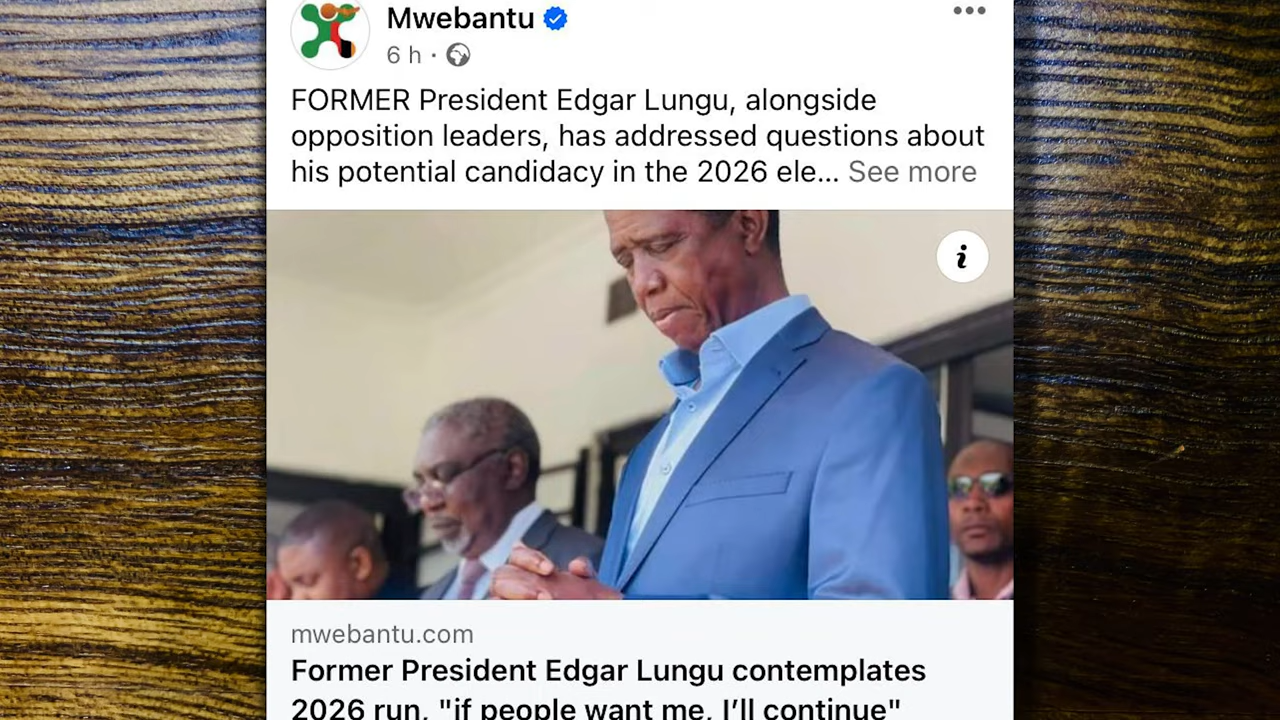 Mwebantu
6 h ·
FORMER President Edgar Lungu, alongside
opposition leaders, has addressed questions about
his potential candidacy in the 2026 ele... See more
i
mwebantu.com
Former President Edgar Lungu contemplates
2026 run, "if people want me, I’ll continue"